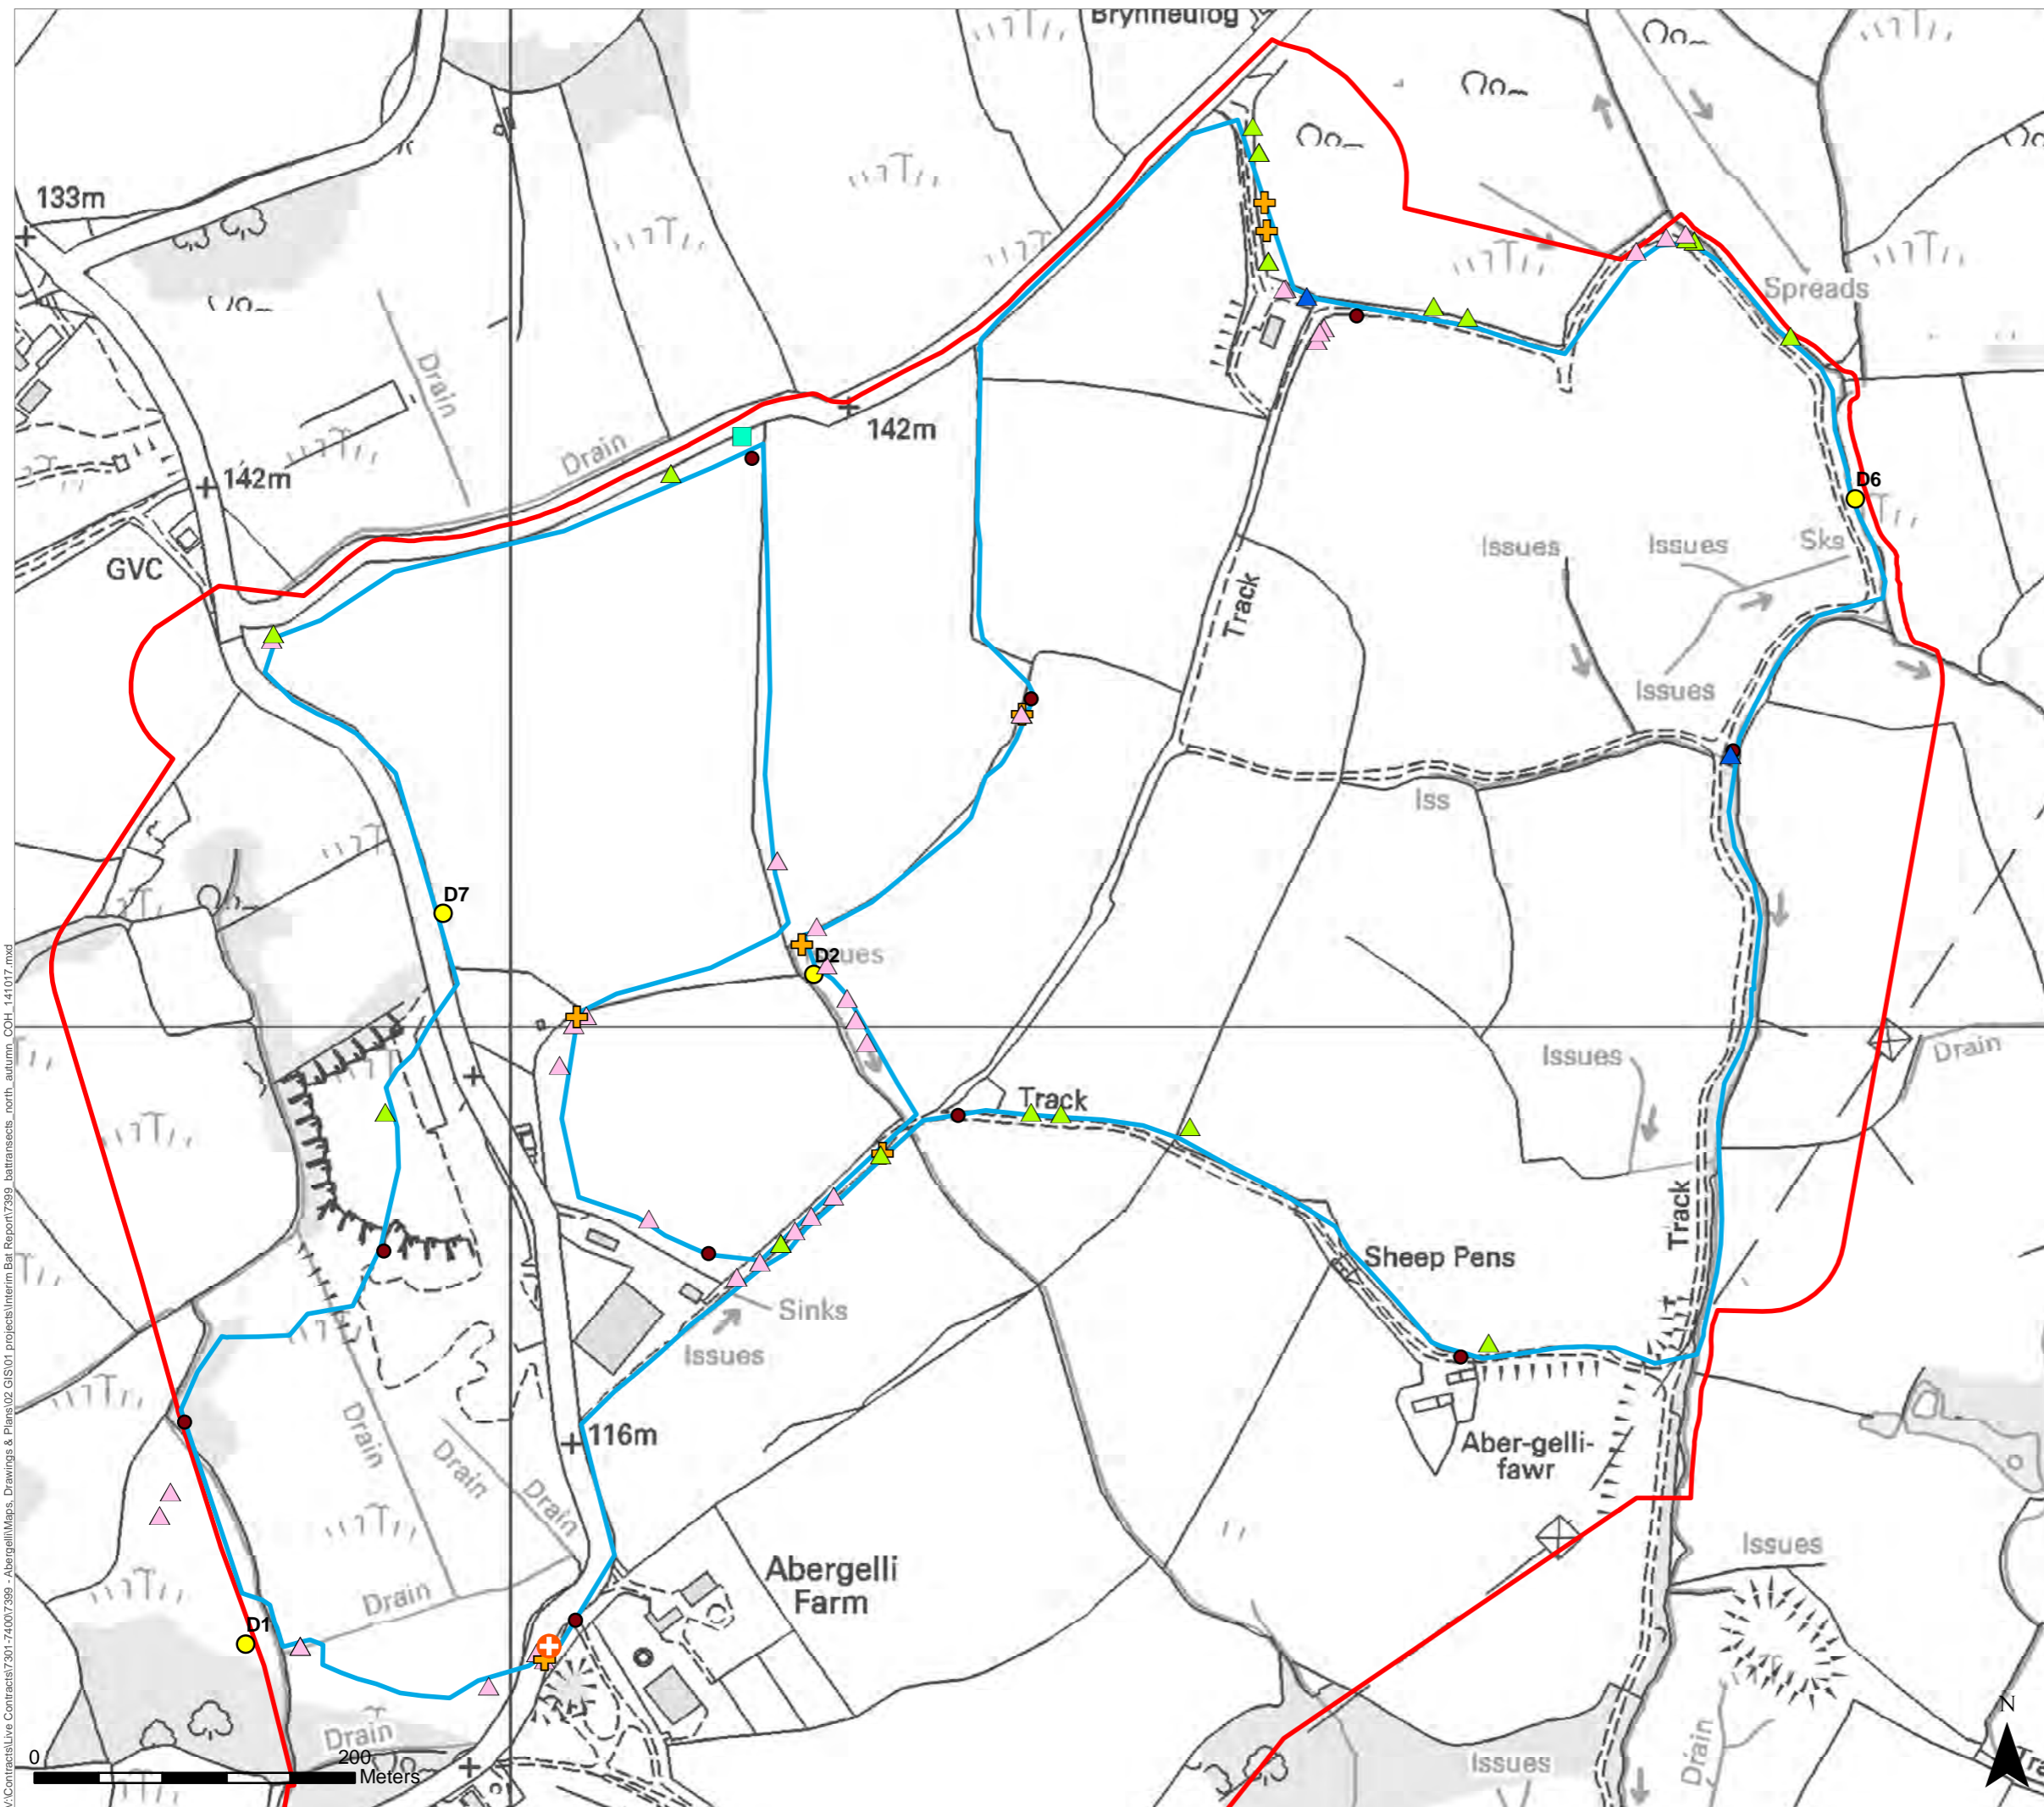 Brynneulog
133m
Spreads
Drain
142m
Drain
142m
D6
GVC
Issues
Issues
Sks
Track
Issues
Iss
D7
D2
Issues
Drain
Track
Track
Sheep Pens
Sinks
Issues
116m
Drain
Drain
Drain
Aber-gelli-
fawr
Issues
Abergelli
Farm
Drain
D1
Drain
Issues
Drain
0
200
Meters
N